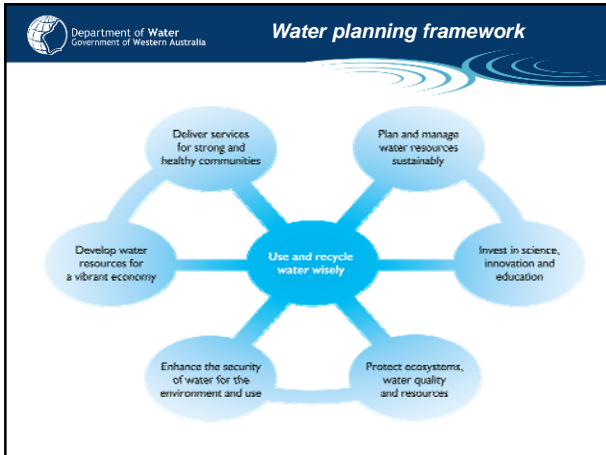 Department of Water
Government of Western Australia
Water planning framework
Deliver services
for strong and
healthy communities
Plan and manage
water resources
sustainably
Develop water
resources for
a vibrant economy
Use and recycle
water wisely
Invest in science,
innovation and
education
Enhance the security
of water for the
environment and use
Protect ecosystems,
water quality
and resources